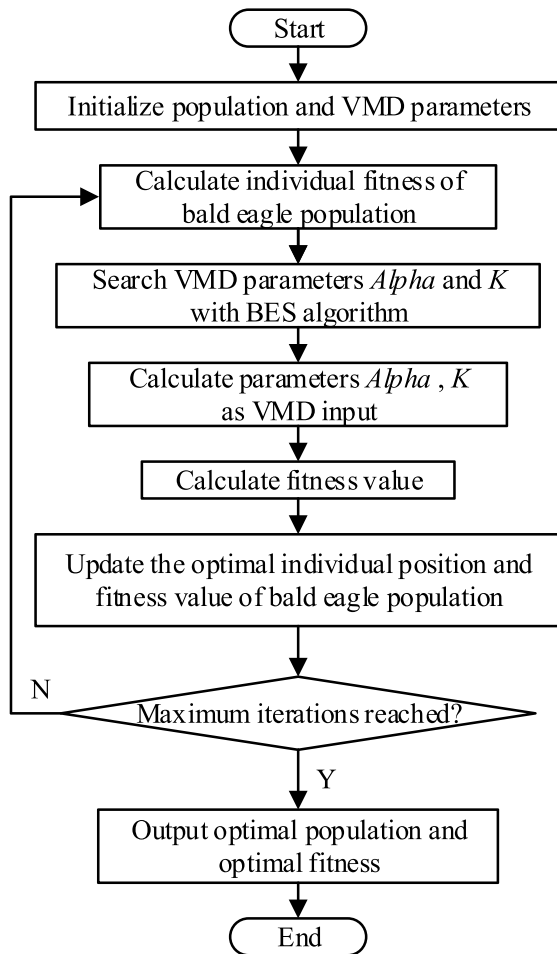 Start
Initialize population and VMD parameters
Calculate individual fitness of
bald eagle population
Search VMD parameters Alpha and K
with BES algorithm
Calculate parameters Alpha , K
as VMD input
Calculate fitness value
Update the optimal individual position and
fitness value of bald eagle population
N
Maximum iterations reached?
Y
Output optimal population and
optimal fitness
End